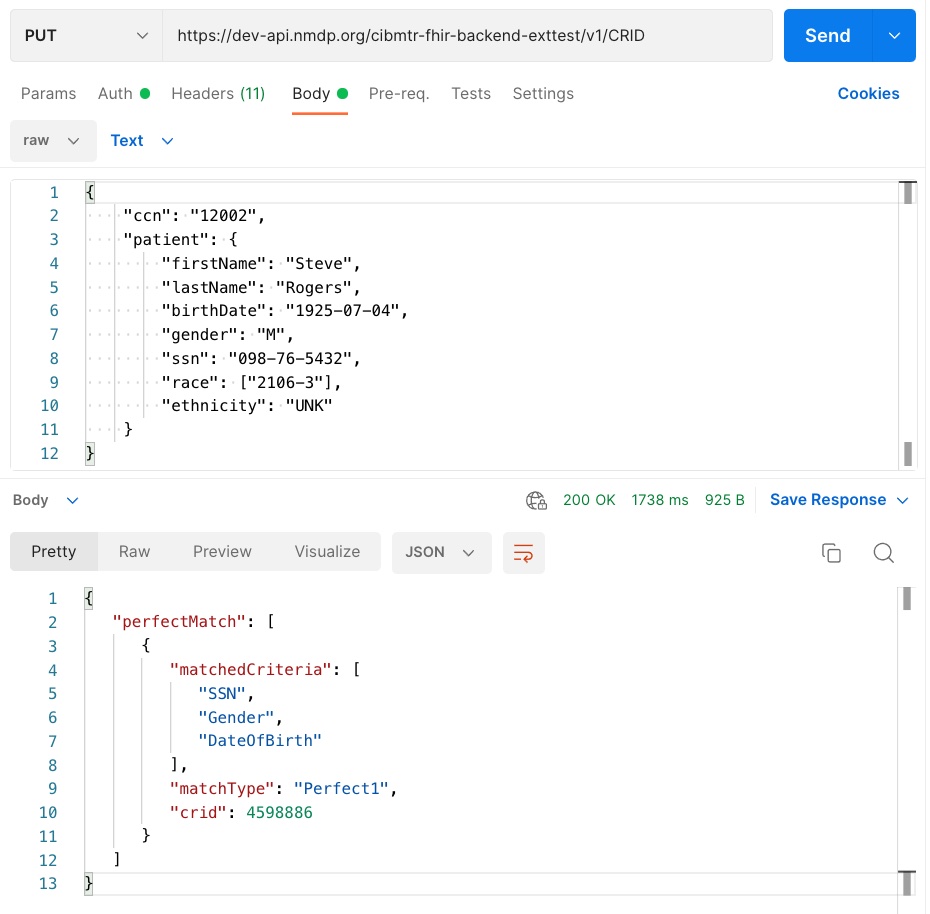 PUT https://dev-api.nmdp.org/cibmtr-fhir-backend-exttest/v1/CRID Send
Params Auth Headers (11) Body Pre-req. Tests Settings Cookies
raw Text
1 {
2 "ccn": "12002",
3 "patient": {
4 "firstName": "Steve",
5 "lastName": "Rogers",
6 "birthDate": "1925-07-04",
7 "gender": "M",
8 "ssn": "098-76-5432",
9 "race": ["2106-3"],
10 "ethnicity": "UNK"
11 }
12 }
Body 200 OK 1738 ms 925 B Save Response
Pretty Raw Preview Visualize JSON
1 {
2 "perfectMatch": [
3 {
4 "matchedCriteria": [
5 "SSN",
6 "Gender",
7 "DateOfBirth"
8 ],
9 "matchType": "Perfect1",
10 "crid": 4598886
11 }
12 ]
13 }